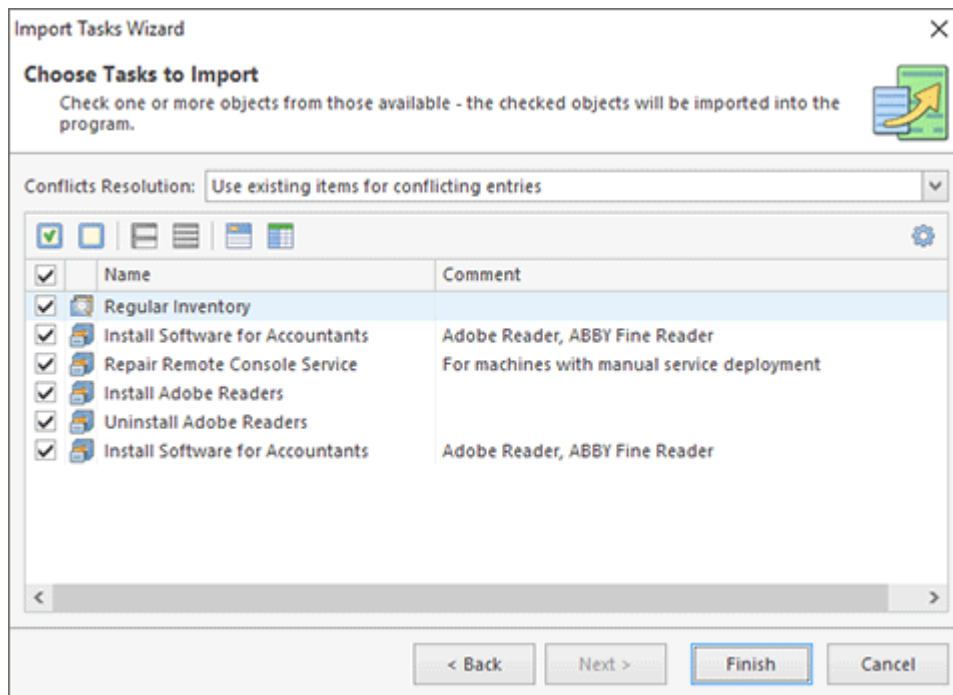 Import Tasks Wizard
Choose Tasks to Import
Check one or more objects from those available - the checked objects will be imported into the
program.
Conflicts Resolution: Use existing items for conflicting entries
Name Comment
Regular Inventory
Install Software for Accountants Adobe Reader, ABBY Fine Reader
Repair Remote Console Service For machines with manual service deployment
Install Adobe Readers
Uninstall Adobe Readers
Install Software for Accountants Adobe Reader, ABBY Fine Reader
< Back Next > Finish Cancel